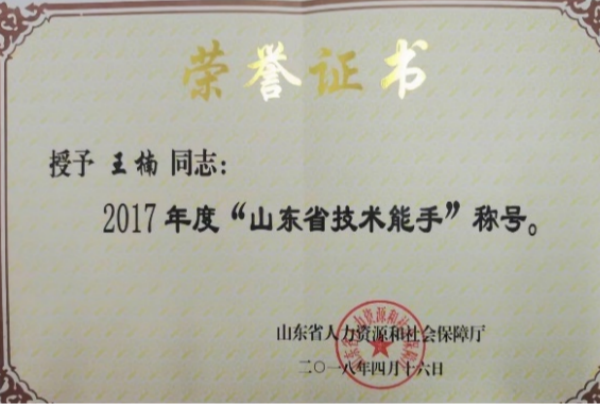 荣誉证书
授予 王楠 同志：
2017年度“山东省技术能手”称号。
山东省人力资源和社会保障厅
二〇一八年四月十六日